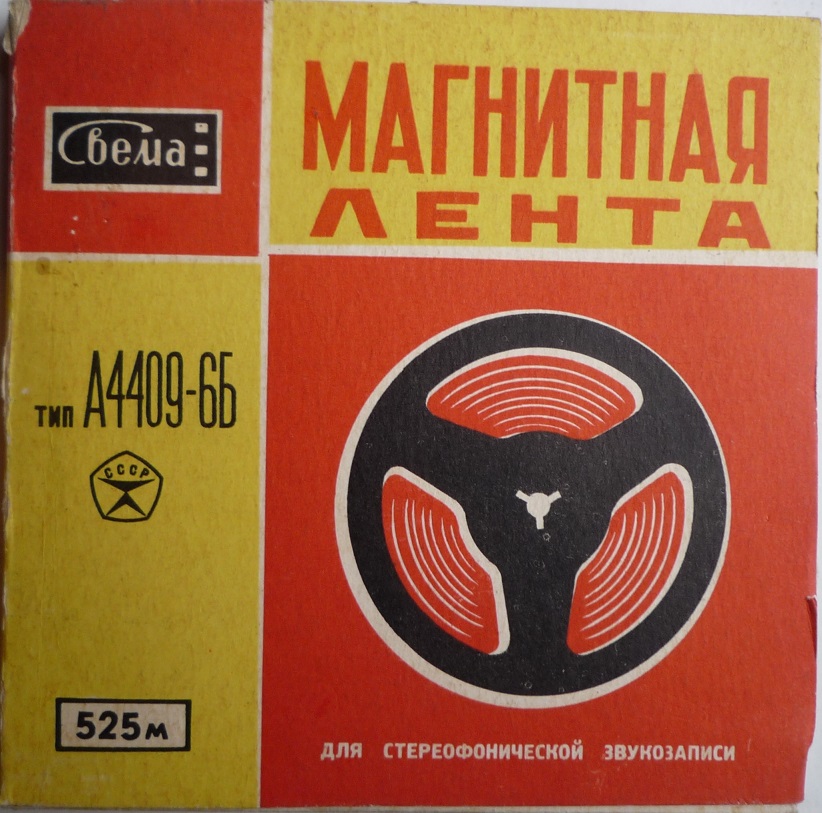 Свема
МАГНИТНАЯ
ЛЕНТА
тип А4409-6Б
СССР
525м
ДЛЯ СТЕРЕОФОНИЧЕСКОЙ ЗВУКОЗАПИСИ